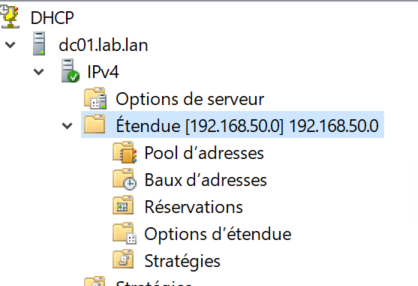 DHCP
dc01.lab.lan
IPv4
Options de serveur
Étendue [192.168.50.0] 192.168.50.0
Pool d’adresses
Baux d’adresses
Réservations
Options d’étendue
Stratégies
Stratégies